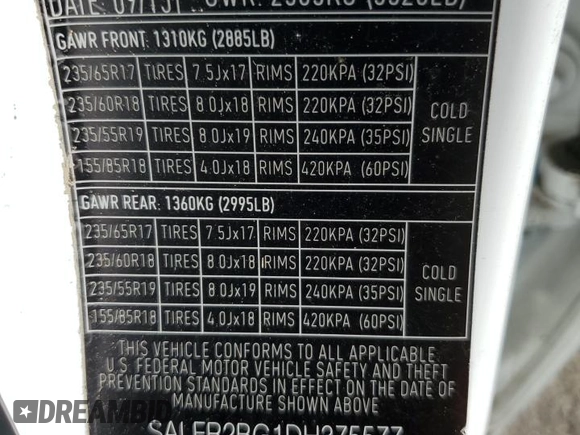 GAWR FRONT: 1310KG (2885LB)
235/65R17 TIRES 7.5Jx17 RIMS 220KPA (32PSI)
235/60R18 TIRES 8.0Jx18 RIMS 220KPA (32PSI)
235/55R19 TIRES 8.0Jx19 RIMS 240KPA (35PSI)
155/85R18 TIRES 4.0Jx18 RIMS 420KPA (60PSI)
COLD
SINGLE
GAWR REAR: 1360KG (2995LB)
235/65R17 TIRES 7.5Jx17 RIMS 220KPA (32PSI)
235/60R18 TIRES 8.0Jx18 RIMS 220KPA (32PSI)
235/55R19 TIRES 8.0Jx19 RIMS 240KPA (35PSI)
155/85R18 TIRES 4.0Jx18 RIMS 420KPA (60PSI)
COLD
SINGLE
THIS VEHICLE CONFORMS TO ALL APPLICABLE
U.S. FEDERAL MOTOR VEHICLE SAFETY AND THEFT
PREVENTION STANDARDS IN EFFECT ON THE DATE
OF MANUFACTURE SHOWN ABOVE
RIDESAFELY